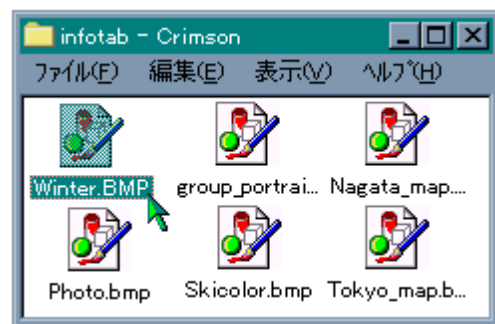 infotab - Crimson
ファイル(F) 編集(E) 表示(V) ヘルプ(H)
Winter.BMP group_portrai... Nagata_map....
Photo.bmp Skicolor.bmp Tokyo_map.b...